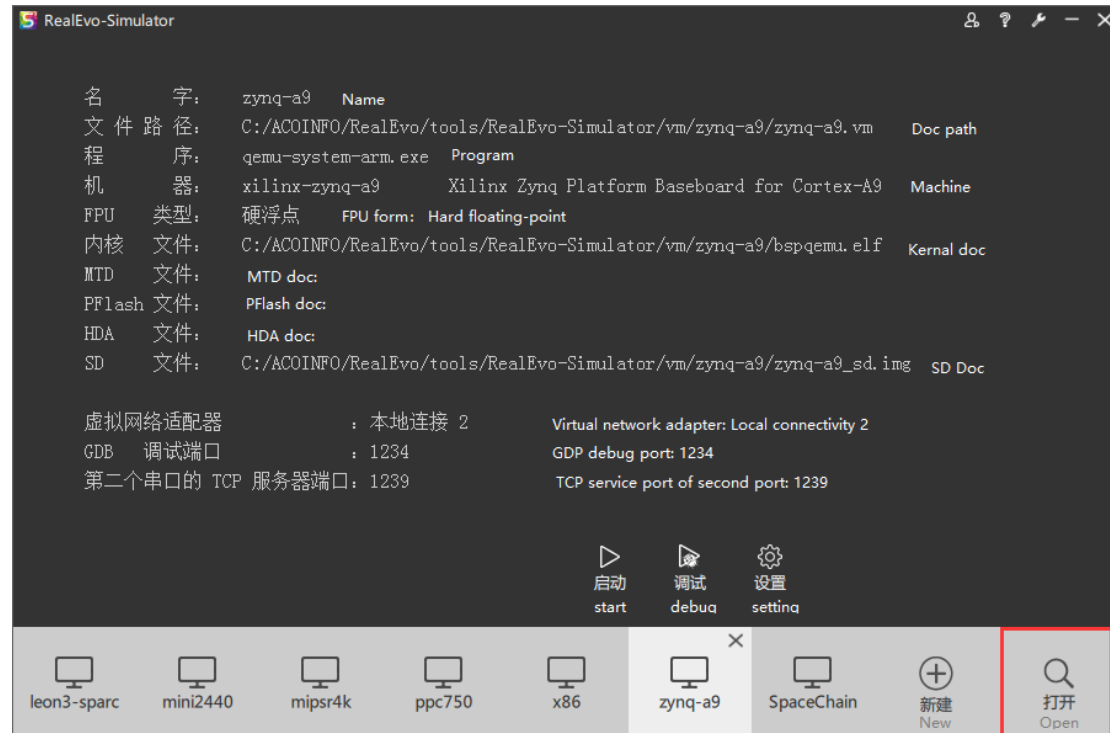 RealEvo-Simulator
名 字: zynq-a9 Name
文 件 路 径: C:/ACOINFO/RealEvo/tools/RealEvo-Simulator/vm/zynq-a9/zynq-a9.vm Doc path
程 序: qemu-system-arm.exe Program
机 器: xilinx-zynq-a9 Xilinx Zynq Platform Baseboard for Cortex-A9 Machine
FPU 类型: 硬浮点 FPU form: Hard floating-point
内核 文件: C:/ACOINFO/RealEvo/tools/RealEvo-Simulator/vm/zynq-a9/bspqemu.elf Kernal doc
MTD 文件: MTD doc:
PFlash 文件: PFlash doc:
HDA 文件: HDA doc:
SD 文件: C:/ACOINFO/RealEvo/tools/RealEvo-Simulator/vm/zynq-a9/zynq-a9_sd.img SD Doc
虚拟网络适配器 : 本地连接 2 Virtual network adapter: Local connectivity 2
GDB 调试端口 : 1234 GDP debug port: 1234
第二个串口的 TCP 服务器端口: 1239 TCP service port of second port: 1239
启动 调试 设置
start debug setting
leon3-sparc mini2440 mipsr4k ppc750 x86 zynq-a9 SpaceChain 新建 打开
New Open